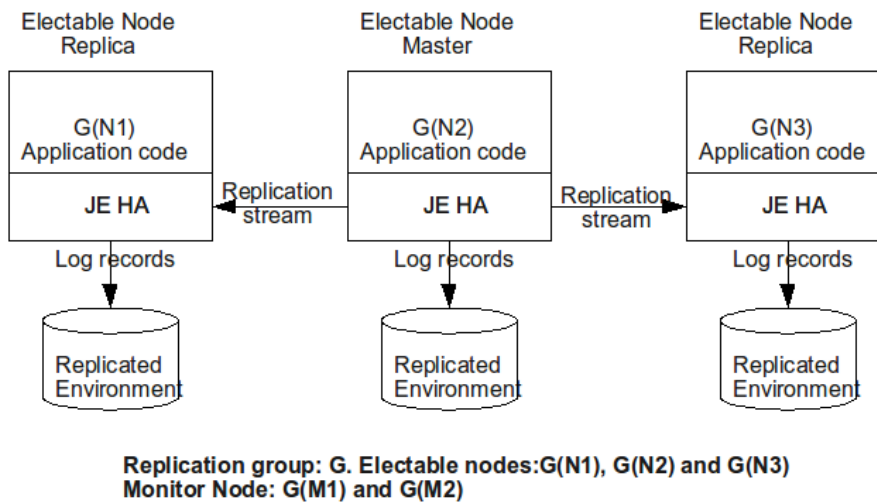 Electable Node
Replica
Electable Node
Master
Electable Node
Replica
G(N1)
Application code
G(N2)
Application code
G(N3)
Application code
JE HA
Replication
stream
JE HA
Replication
stream
JE HA
Log records
Log records
Log records
Replicated
Environment
Replicated
Environment
Replicated
Environment
Replication group: G. Electable nodes:G(N1), G(N2) and G(N3)
Monitor Node: G(M1) and G(M2)